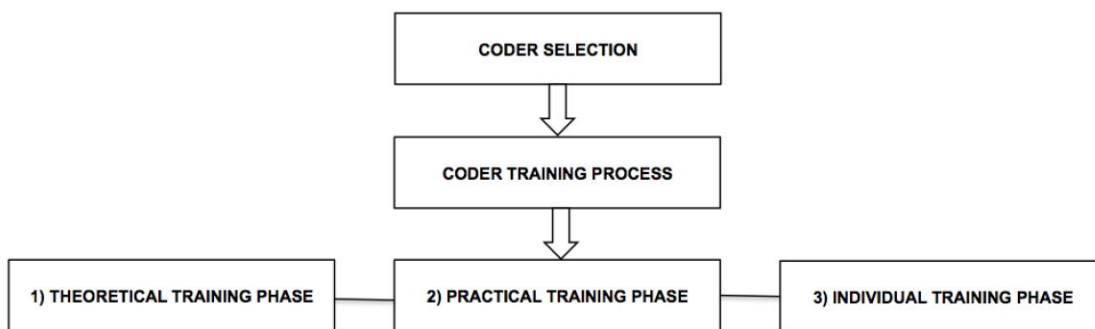 CODER SELECTION
CODER TRAINING PROCESS
1) THEORETICAL TRAINING PHASE
2) PRACTICAL TRAINING PHASE
3) INDIVIDUAL TRAINING PHASE